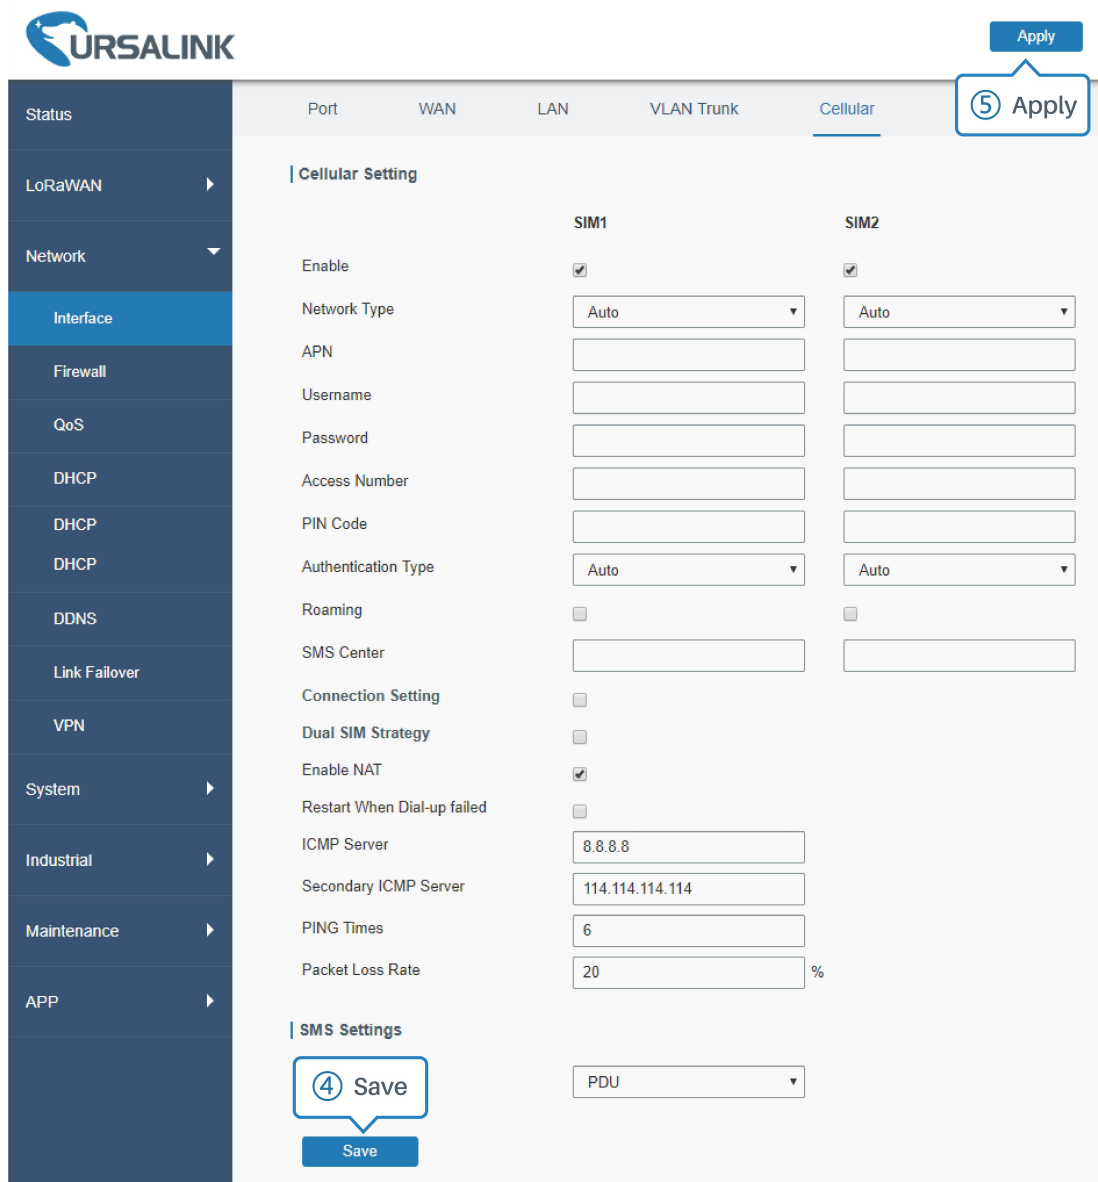 URSALINK
Apply
⑤ Apply
Status
LoRaWAN
Network
Interface
Firewall
QoS
DHCP
DHCP
DHCP
DDNS
Link Failover
VPN
System
Industrial
Maintenance
APP
Port WAN LAN VLAN Trunk Cellular
Cellular Setting
SIM1 SIM2
Enable
Network Type Auto Auto
APN
Username
Password
Access Number
PIN Code
Authentication Type Auto Auto
Roaming
SMS Center
Connection Setting
Dual SIM Strategy
Enable NAT
Restart When Dial-up failed
ICMP Server 8.8.8.8
Secondary ICMP Server 114.114.114.114
PING Times 6
Packet Loss Rate 20 %
SMS Settings
④ Save PDU
Save